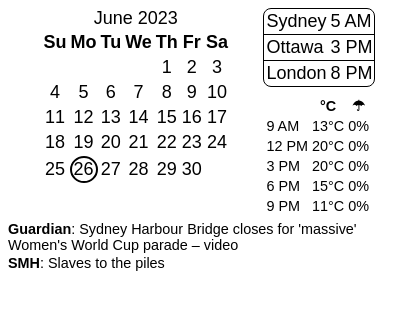 June 2023
Su Mo Tu We Th Fr Sa
1 2 3
4 5 6 7 8 9 10
11 12 13 14 15 16 17
18 19 20 21 22 23 24
25 26 27 28 29 30
Sydney 5 AM
Ottawa 3 PM
London 8 PM
°C ☂
9 AM 13°C 0%
12 PM 20°C 0%
3 PM 20°C 0%
6 PM 15°C 0%
9 PM 11°C 0%
Guardian: Sydney Harbour Bridge closes for 'massive'
Women's World Cup parade – video
SMH: Slaves to the piles